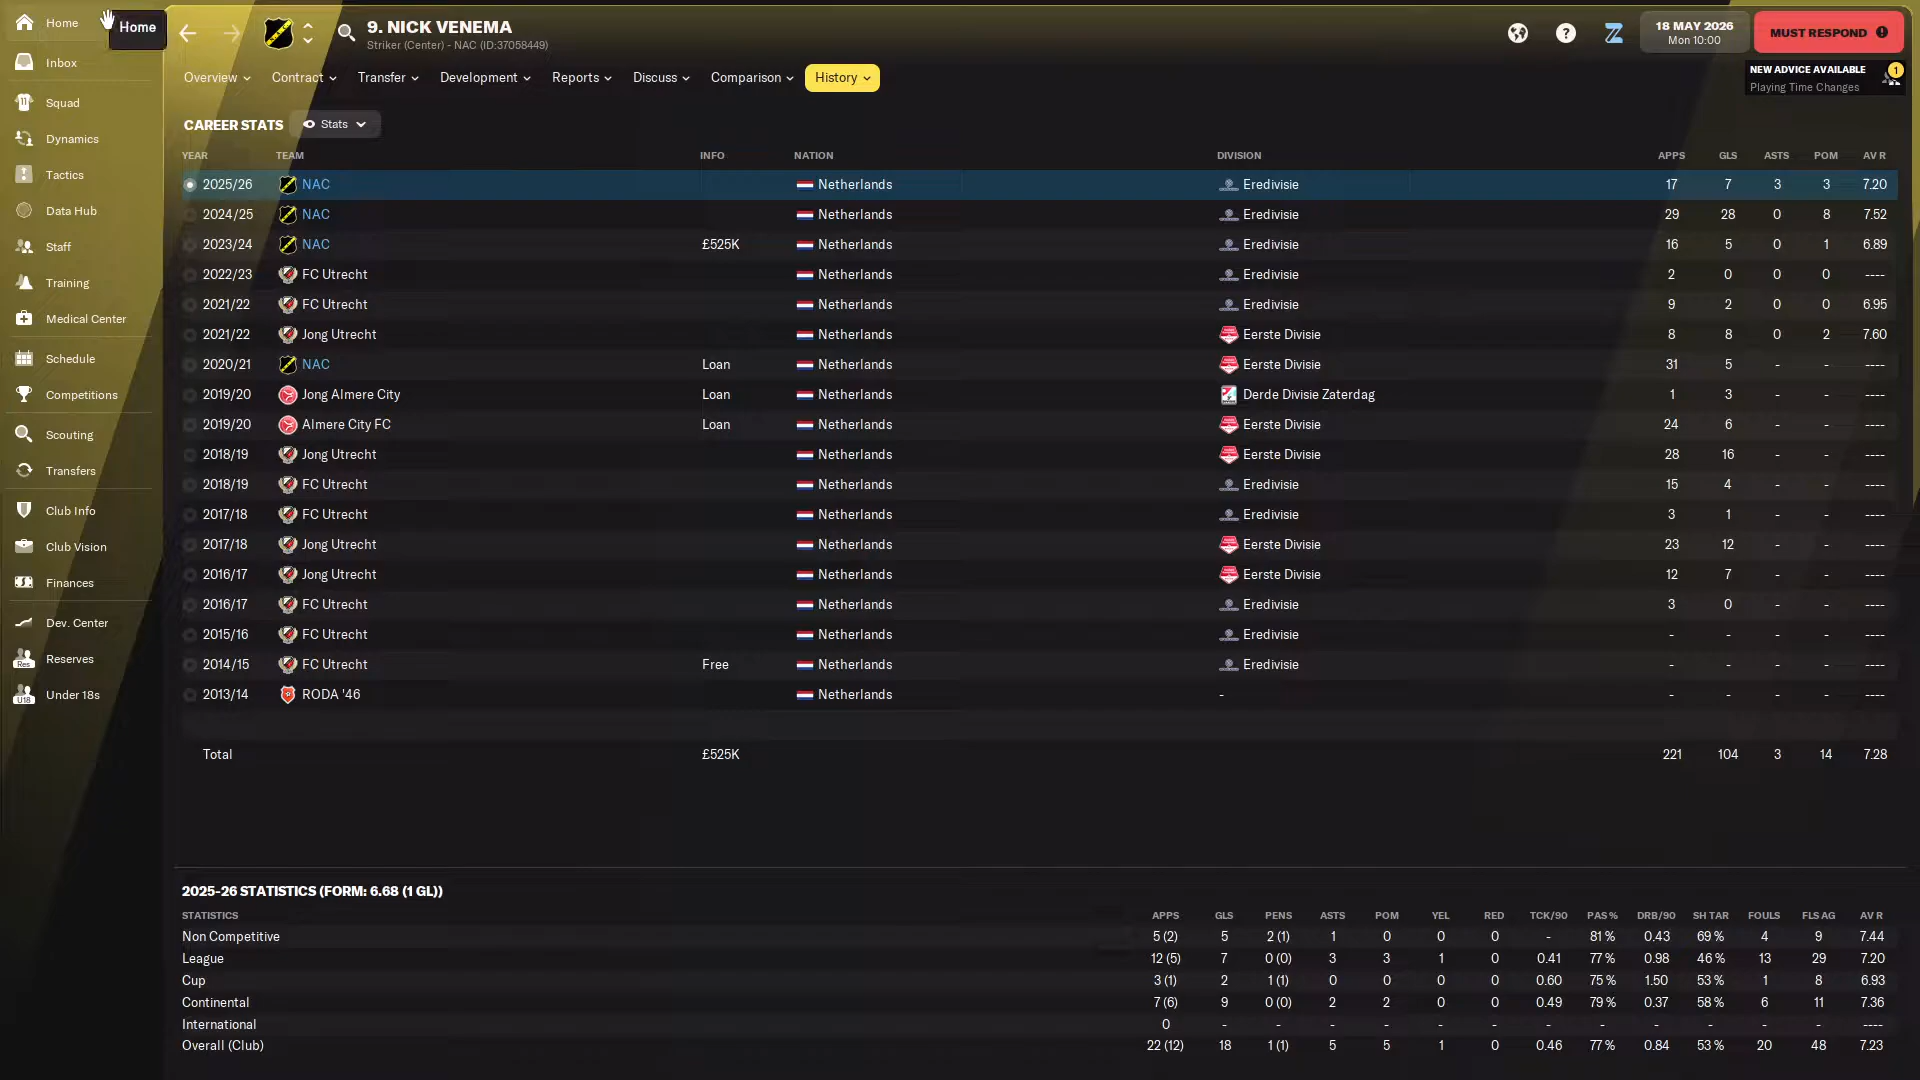 Home
Home
Inbox
Squad
Dynamics
Tactics
Data Hub
Staff
Training
Medical Center
Schedule
Competitions
Scouting
Transfers
Club Info
Club Vision
Finances
Dev. Center
Res Reserves
U18 Under 18s
9. NICK VENEMA
Striker (Center) - NAC (ID:37058449)
18 MAY 2026
Mon 10:00
MUST RESPOND
Overview Contract Transfer Development Reports Discuss Comparison History
NEW ADVICE AVAILABLE 1
Playing Time Changes
CAREER STATS Stats
YEAR TEAM INFO NATION DIVISION APPS GLS ASTS POM AV R
2025/26 NAC Netherlands Eredivisie 17 7 3 3 7.20
2024/25 NAC Netherlands Eredivisie 29 28 0 8 7.52
2023/24 NAC £525K Netherlands Eredivisie 16 5 0 1 6.89
2022/23 FC Utrecht Netherlands Eredivisie 2 0 0 0 ----
2021/22 FC Utrecht Netherlands Eredivisie 9 2 0 0 6.95
2021/22 Jong Utrecht Netherlands Eerste Divisie 8 8 0 2 7.60
2020/21 NAC Loan Netherlands Eerste Divisie 31 5 - - ----
2019/20 Jong Almere City Loan Netherlands Derde Divisie Zaterdag 1 3 - - ----
2019/20 Almere City FC Loan Netherlands Eerste Divisie 24 6 - - ----
2018/19 Jong Utrecht Netherlands Eerste Divisie 28 16 - - ----
2018/19 FC Utrecht Netherlands Eredivisie 15 4 - - ----
2017/18 FC Utrecht Netherlands Eredivisie 3 1 - - ----
2017/18 Jong Utrecht Netherlands Eerste Divisie 23 12 - - ----
2016/17 Jong Utrecht Netherlands Eerste Divisie 12 7 - - ----
2016/17 FC Utrecht Netherlands Eredivisie 3 0 - - ----
2015/16 FC Utrecht Netherlands Eredivisie - - - - ----
2014/15 FC Utrecht Free Netherlands Eredivisie - - - - ----
2013/14 RODA '46 Netherlands - - - - - ----
Total £525K 221 104 3 14 7.28
2025-26 STATISTICS (FORM: 6.68 (1 GL))
STATISTICS APPS GLS PENS ASTS POM YEL RED TCK/90 PAS % DRB/90 SH TAR FOULS FLS AG AV R
Non Competitive 5 (2) 5 2 (1) 1 0 0 0 - 81 % 0.43 69 % 4 9 7.44
League 12 (5) 7 0 (0) 3 3 1 0 0.41 77 % 0.98 46 % 13 29 7.20
Cup 3 (1) 2 1 (1) 0 0 0 0 0.60 75 % 1.50 53 % 1 8 6.93
Continental 7 (6) 9 0 (0) 2 2 0 0 0.49 79 % 0.37 58 % 6 11 7.36
International 0 - - - - - - - - - - - - ----
Overall (Club) 22 (12) 18 1 (1) 5 5 1 0 0.46 77 % 0.84 53 % 20 48 7.23